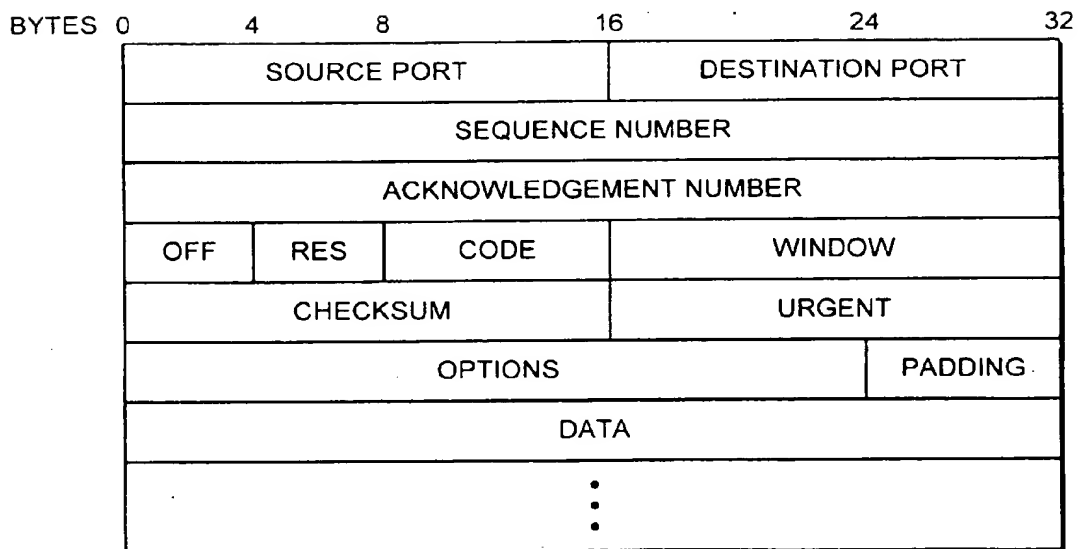 BYTES 0 4 8 16 24 32
SOURCE PORT DESTINATION PORT
SEQUENCE NUMBER
ACKNOWLEDGEMENT NUMBER
OFF RES CODE WINDOW
CHECKSUM URGENT
OPTIONS PADDING
DATA